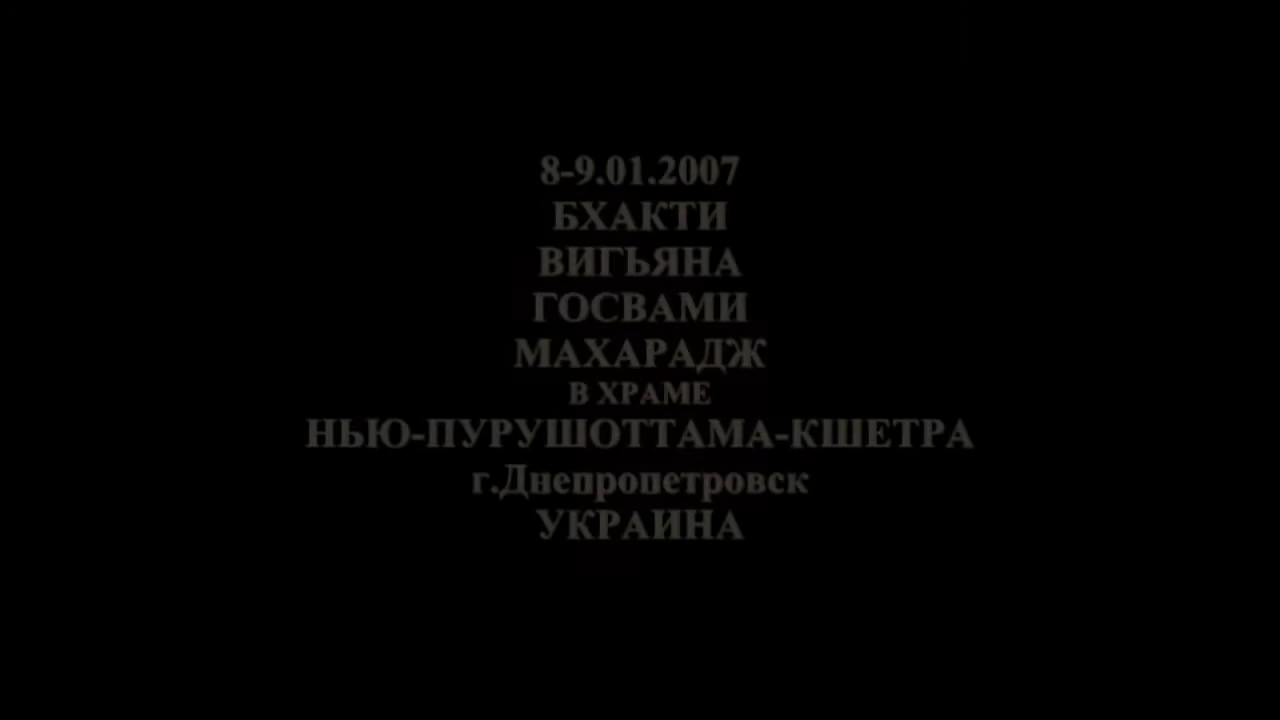 8-9.01.2007
БХАКТИ
ВИГЬЯНА
ГОСВАМИ
МАХАРАДЖ
В ХРАМЕ
НЬЮ-ПУРУШОТТАМА-КШЕТРА
г.Днепропетровск
УКРАИНА